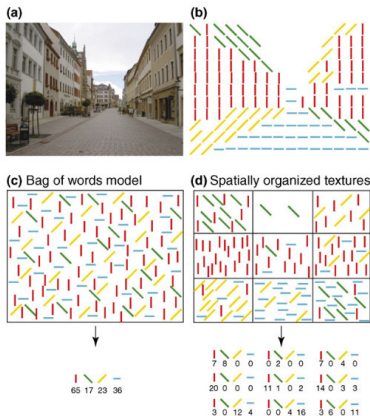 (a)
(b)
(c) Bag of words model
(d) Spatially organized textures
65 17 23 36
7 8 0 0
0 2 0 0
7 0 4 0
20 0 0 0
11 1 0 2
14 0 3 3
3 0 12 4
0 0 4 16
3 6 0 11